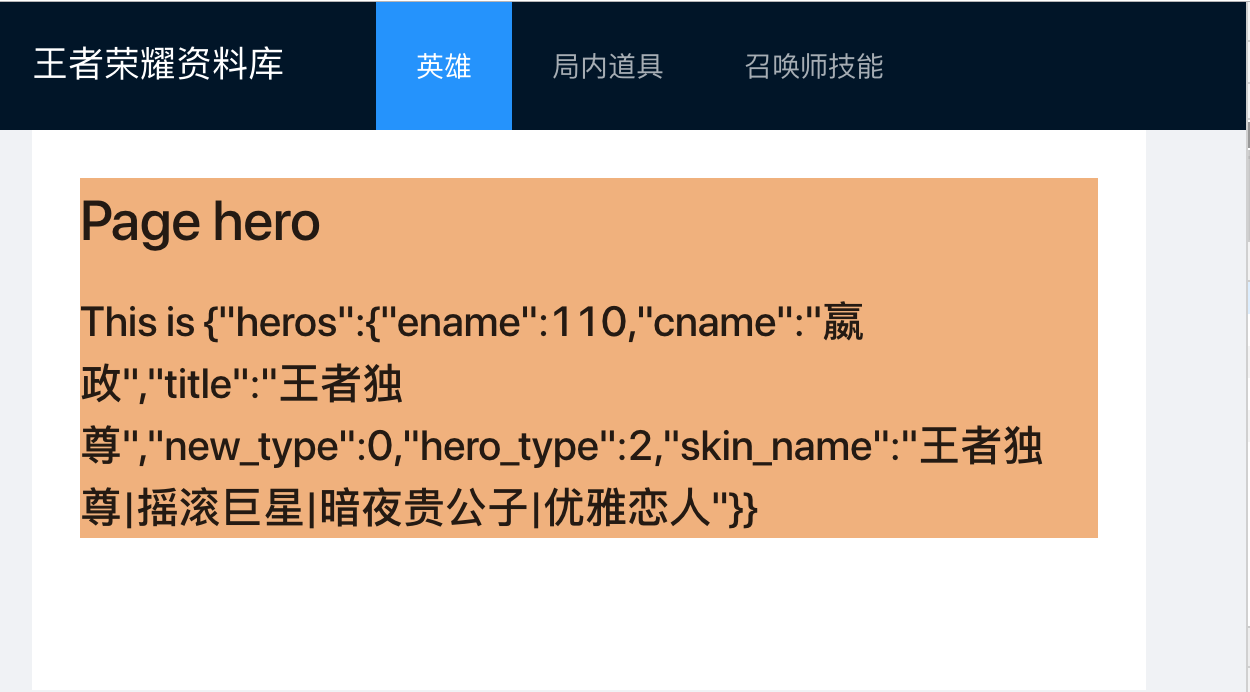 王者荣耀资料库
英雄
局内道具
召唤师技能
Page hero
This is {"heros":{"ename":110,"cname":"嬴
政","title":"王者独
尊","new_type":0,"hero_type":2,"skin_name":"王者独
尊|摇滚巨星|暗夜贵公子|优雅恋人"}}